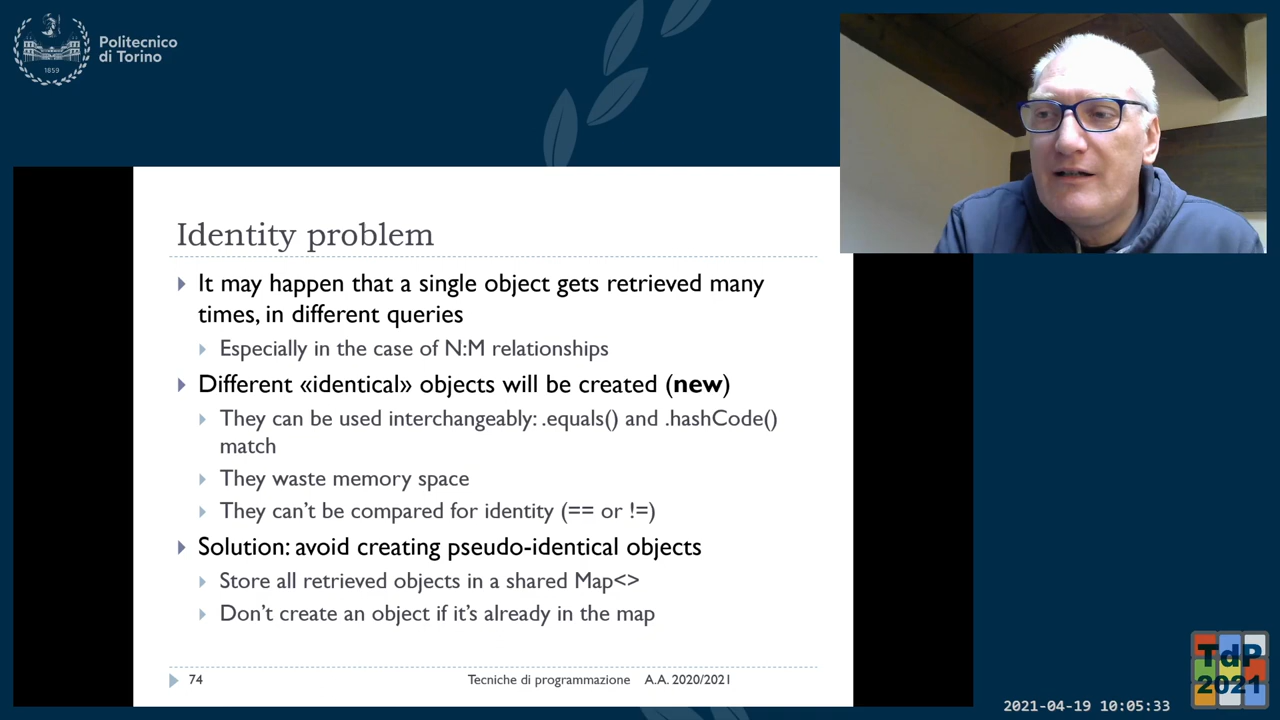 Politecnico
di Torino
1859
Identity problem
It may happen that a single object gets retrieved many
times, in different queries
Especially in the case of N:M relationships
Different «identical» objects will be created (new)
They can be used interchangeably: .equals() and .hashCode()
match
They waste memory space
They can't be compared for identity (== or !=)
Solution: avoid creating pseudo-identical objects
Store all retrieved objects in a shared Map<>
Don't create an object if it's already in the map
74 Tecniche di programmazione A.A. 2020/2021
TdP
2021
2021-04-19 10:05:33